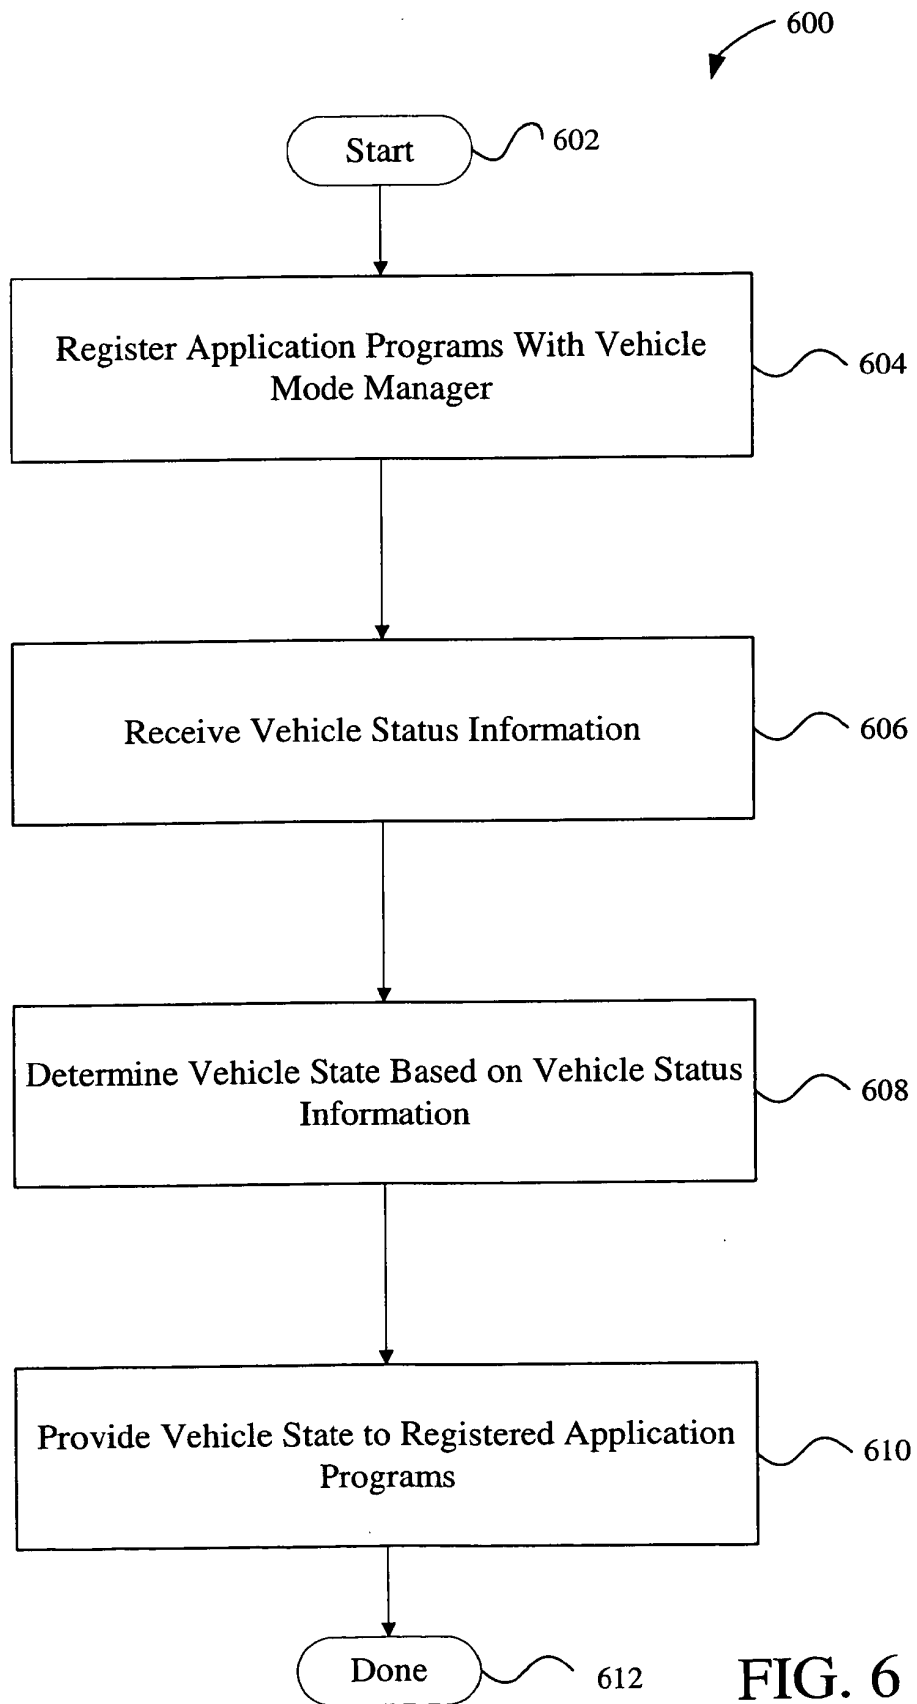 600
Start
602
Register Application Programs With Vehicle
Mode Manager
604
Receive Vehicle Status Information
606
Determine Vehicle State Based on Vehicle Status
Information
608
Provide Vehicle State to Registered Application
Programs
610
Done
612
FIG. 6